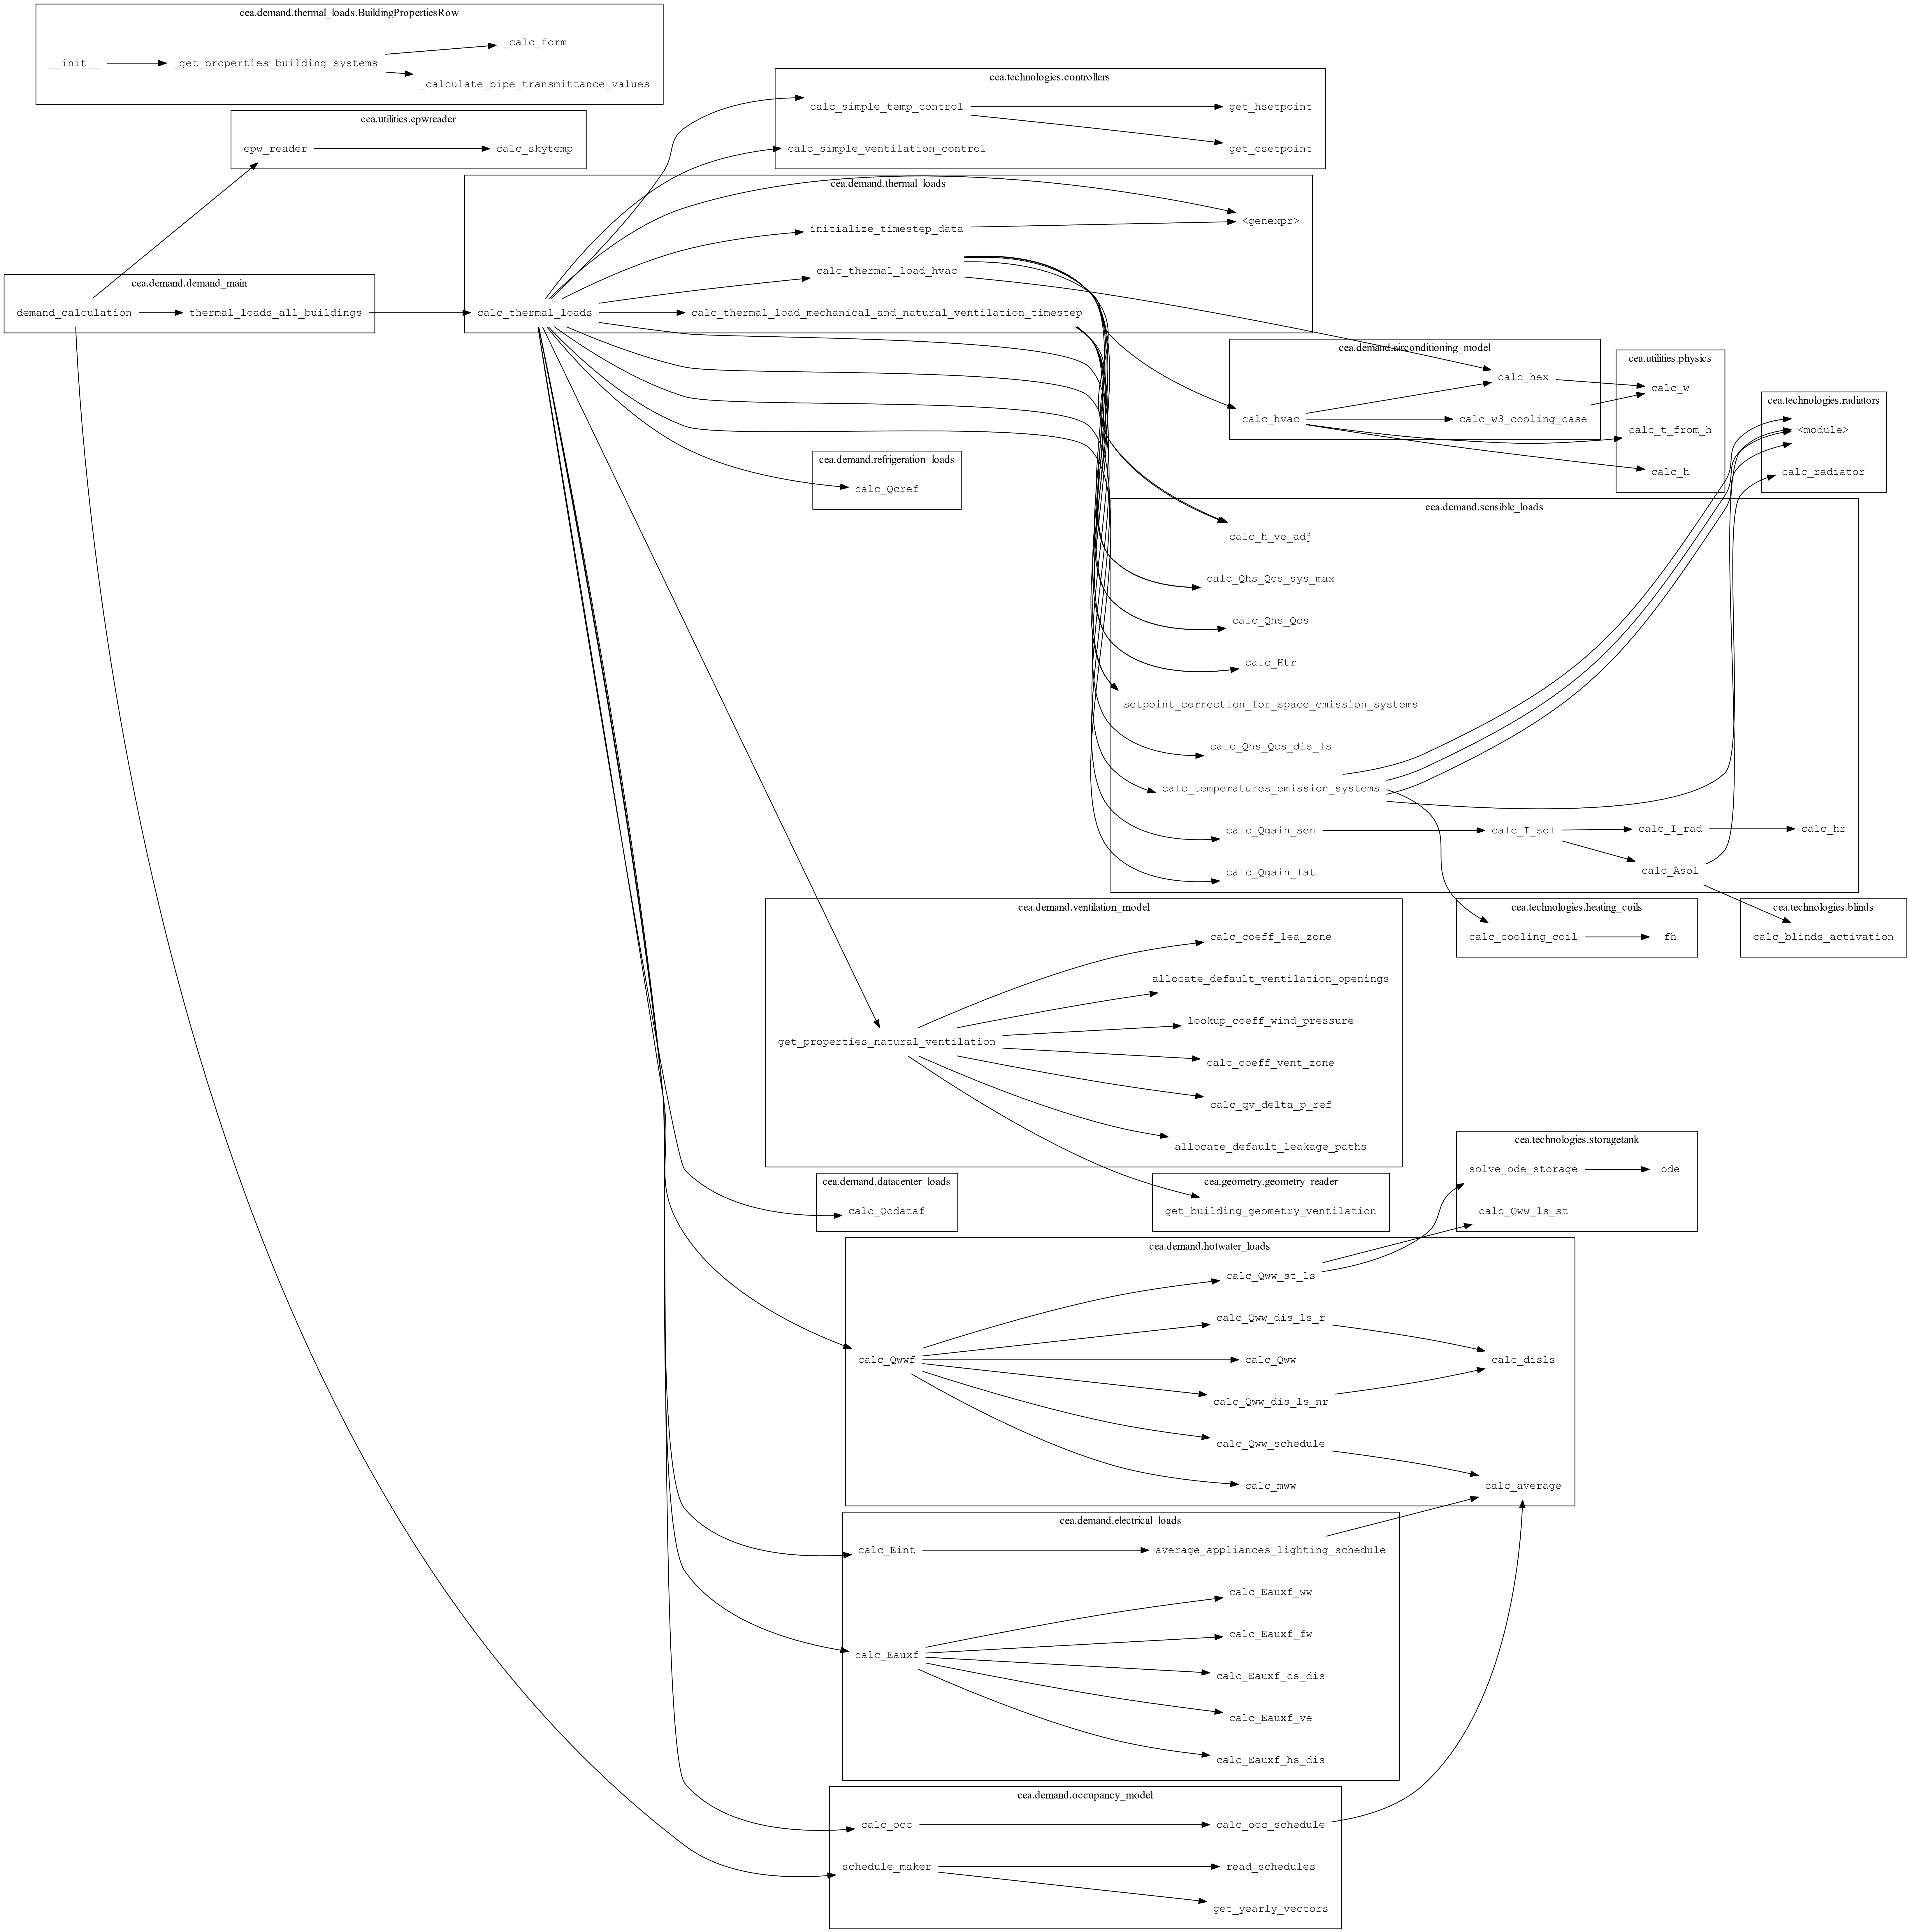 cea.demand.thermal_loads.BuildingPropertiesRow
__init__
_get_properties_building_systems
_calc_form
_calculate_pipe_transmittance_values
cea.technologies.controllers
calc_simple_temp_control
get_hsetpoint
calc_simple_ventilation_control
get_csetpoint
cea.utilities.epwreader
epw_reader
calc_skytemp
cea.demand.thermal_loads
<genexpr>
initialize_timestep_data
calc_thermal_load_hvac
calc_thermal_loads
calc_thermal_load_mechanical_and_natural_ventilation_timestep
cea.demand.demand_main
demand_calculation
thermal_loads_all_buildings
cea.demand.airconditioning_model
calc_hex
calc_hvac
calc_w3_cooling_case
cea.utilities.physics
calc_w
calc_t_from_h
calc_h
cea.technologies.radiators
<module>
calc_radiator
cea.demand.refrigeration_loads
calc_Qcref
cea.demand.sensible_loads
calc_h_ve_adj
calc_Qhs_Qcs_sys_max
calc_Qhs_Qcs
calc_Htr
setpoint_correction_for_space_emission_systems
calc_Qhs_Qcs_dis_ls
calc_temperatures_emission_systems
calc_Qgain_sen
calc_I_sol
calc_I_rad
calc_hr
calc_Asol
calc_Qgain_lat
cea.demand.ventilation_model
calc_coeff_lea_zone
allocate_default_ventilation_openings
lookup_coeff_wind_pressure
get_properties_natural_ventilation
calc_coeff_vent_zone
calc_qv_delta_p_ref
allocate_default_leakage_paths
cea.technologies.heating_coils
calc_cooling_coil
fh
cea.technologies.blinds
calc_blinds_activation
cea.technologies.storagetank
solve_ode_storage
ode
calc_Qww_ls_st
cea.demand.datacenter_loads
calc_Qcdataf
cea.geometry.geometry_reader
get_building_geometry_ventilation
cea.demand.hotwater_loads
calc_Qww_st_ls
calc_Qww_dis_ls_r
calc_Qwwf
calc_Qww
calc_disls
calc_Qww_dis_ls_nr
calc_Qww_schedule
calc_mww
calc_average
cea.demand.electrical_loads
calc_Eint
average_appliances_lighting_schedule
calc_Eauxf_ww
calc_Eauxf_fw
calc_Eauxf
calc_Eauxf_cs_dis
calc_Eauxf_ve
calc_Eauxf_hs_dis
cea.demand.occupancy_model
calc_occ
calc_occ_schedule
schedule_maker
read_schedules
get_yearly_vectors